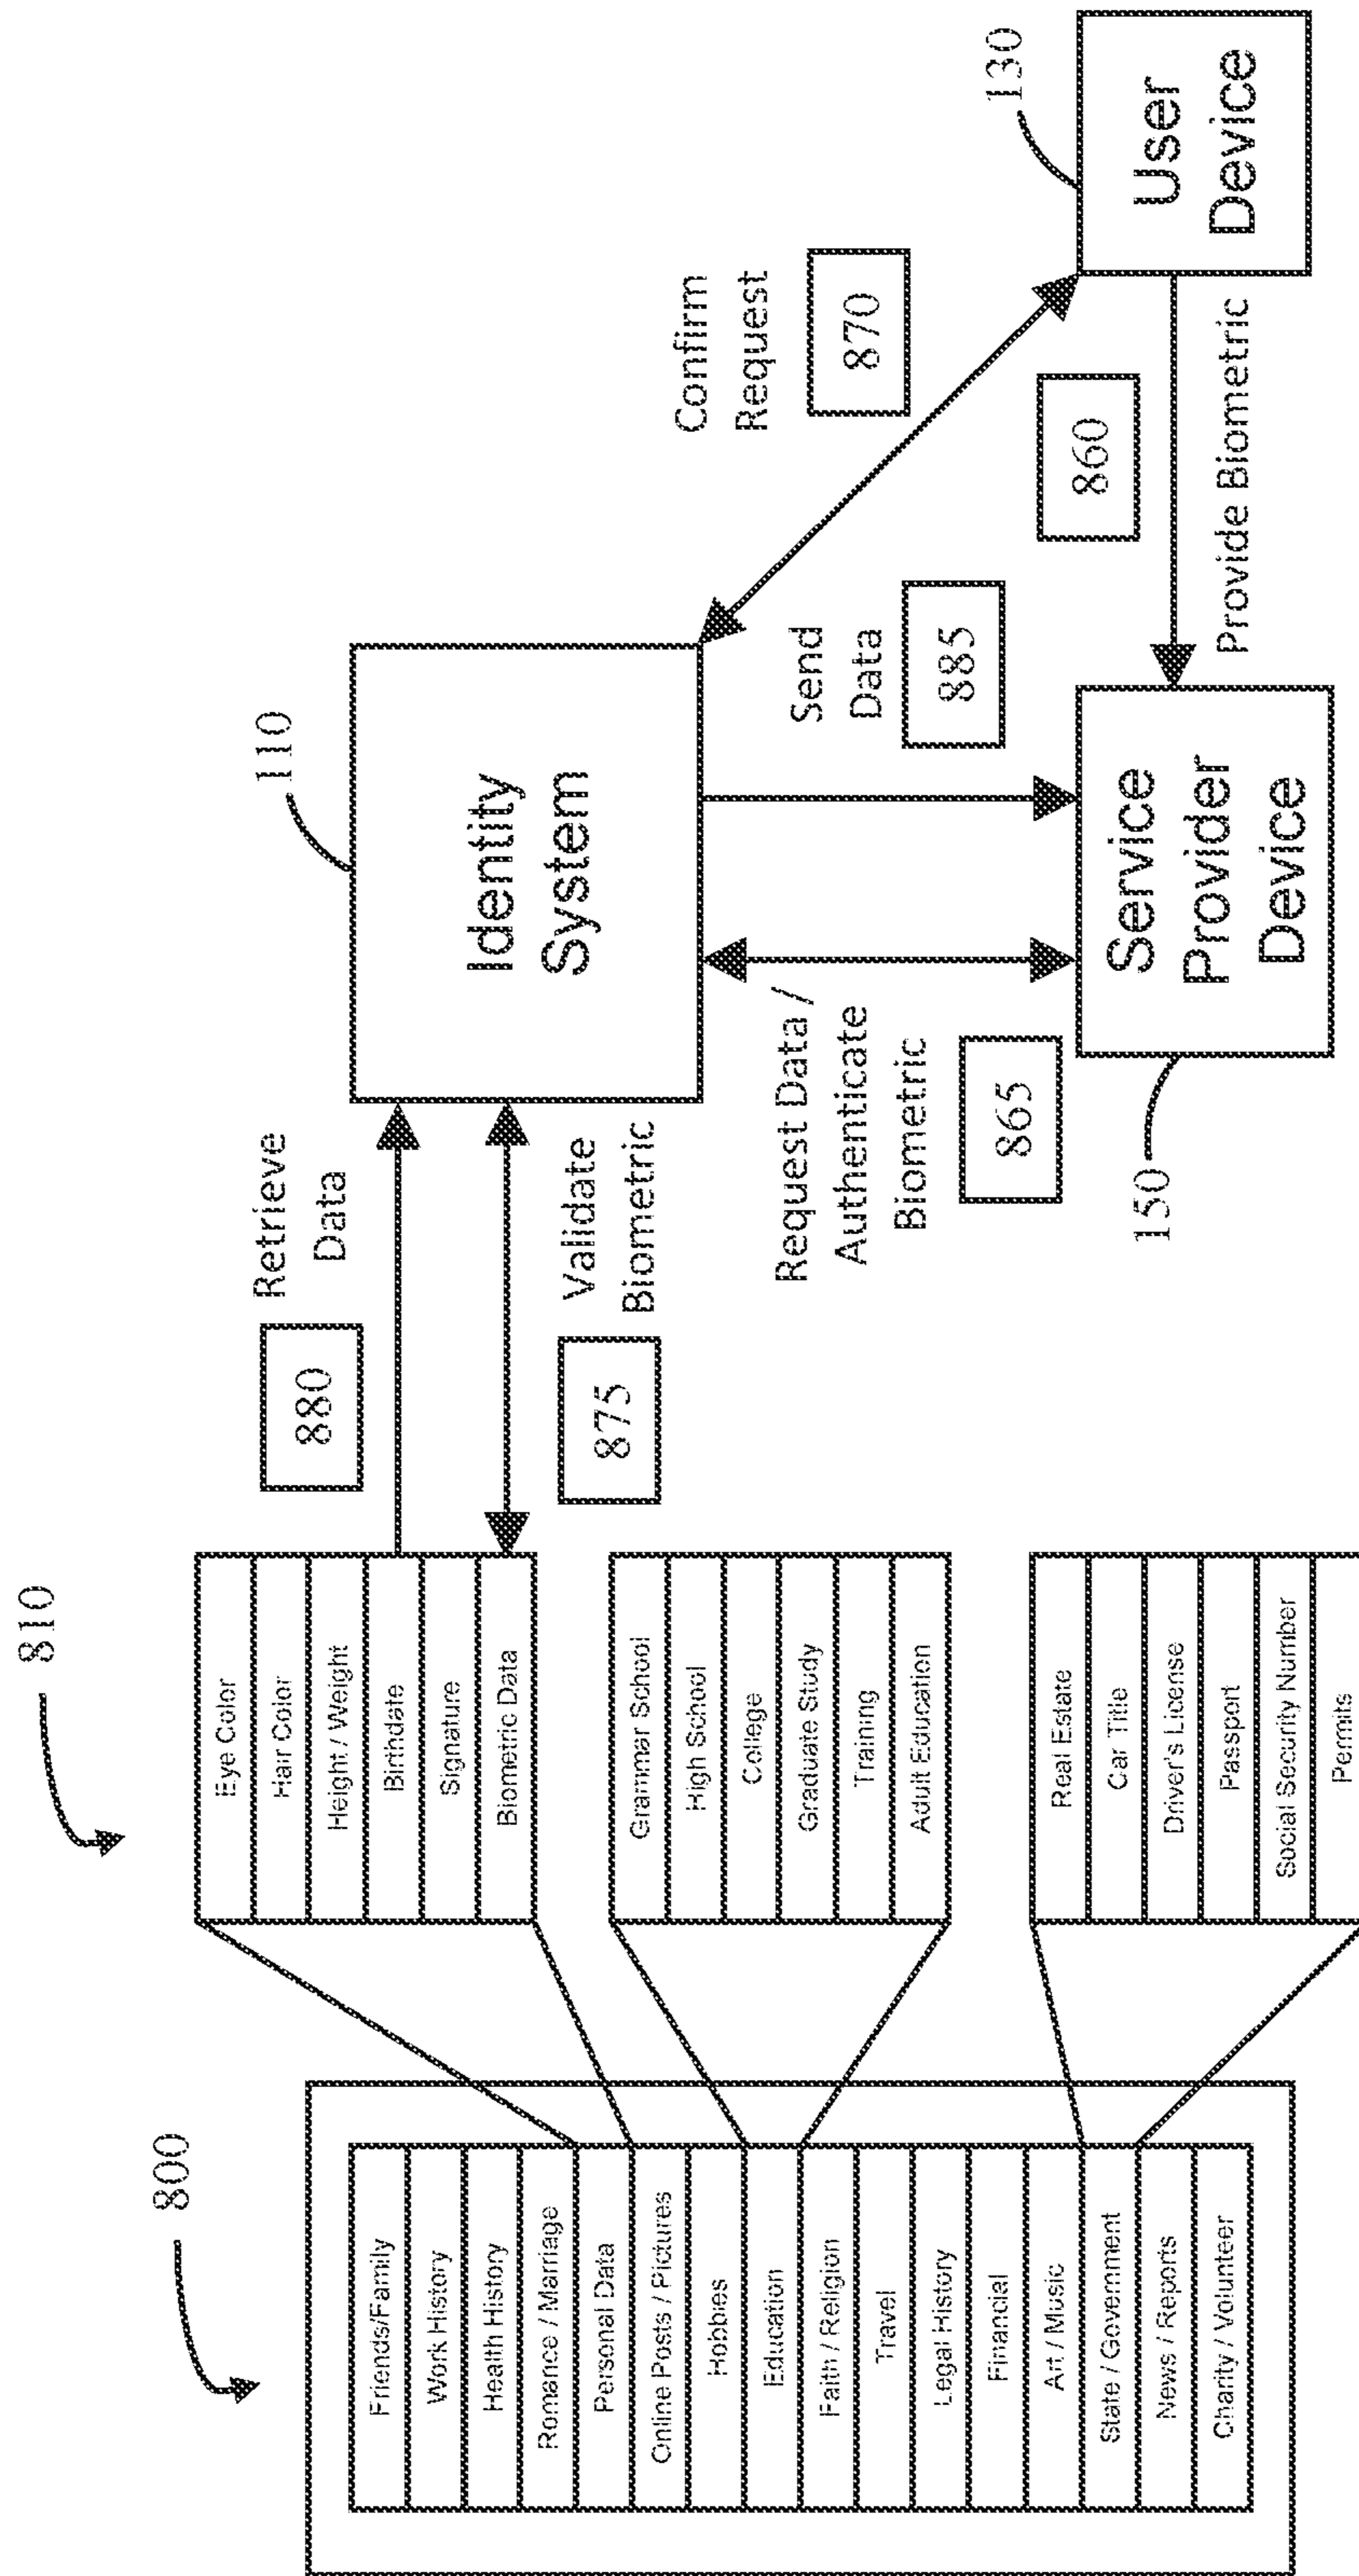 800
Friends/Family
Work History
Health History
Romance / Marriage
Personal Data
Online Posts / Pictures
Hobbies
Education
Faith / Religion
Travel
Legal History
Financial
Art / Music
State / Government
News / Reports
Charity / Volunteer
810
Eye Color
Hair Color
Height / Weight
Birthdate
Signature
Biometric Data
Grammar School
High School
College
Graduate Study
Training
Adult Education
Real Estate
Car Title
Driver's License
Passport
Social Security Number
Permits
Retrieve
Data
880
Validate
Biometric
875
110
Identity
System
Request Data /
Authenticate
Biometric
865
Send
Data
885
Confirm
Request
870
860
Provide Biometric
150
Service
Provider
Device
130
User
Device